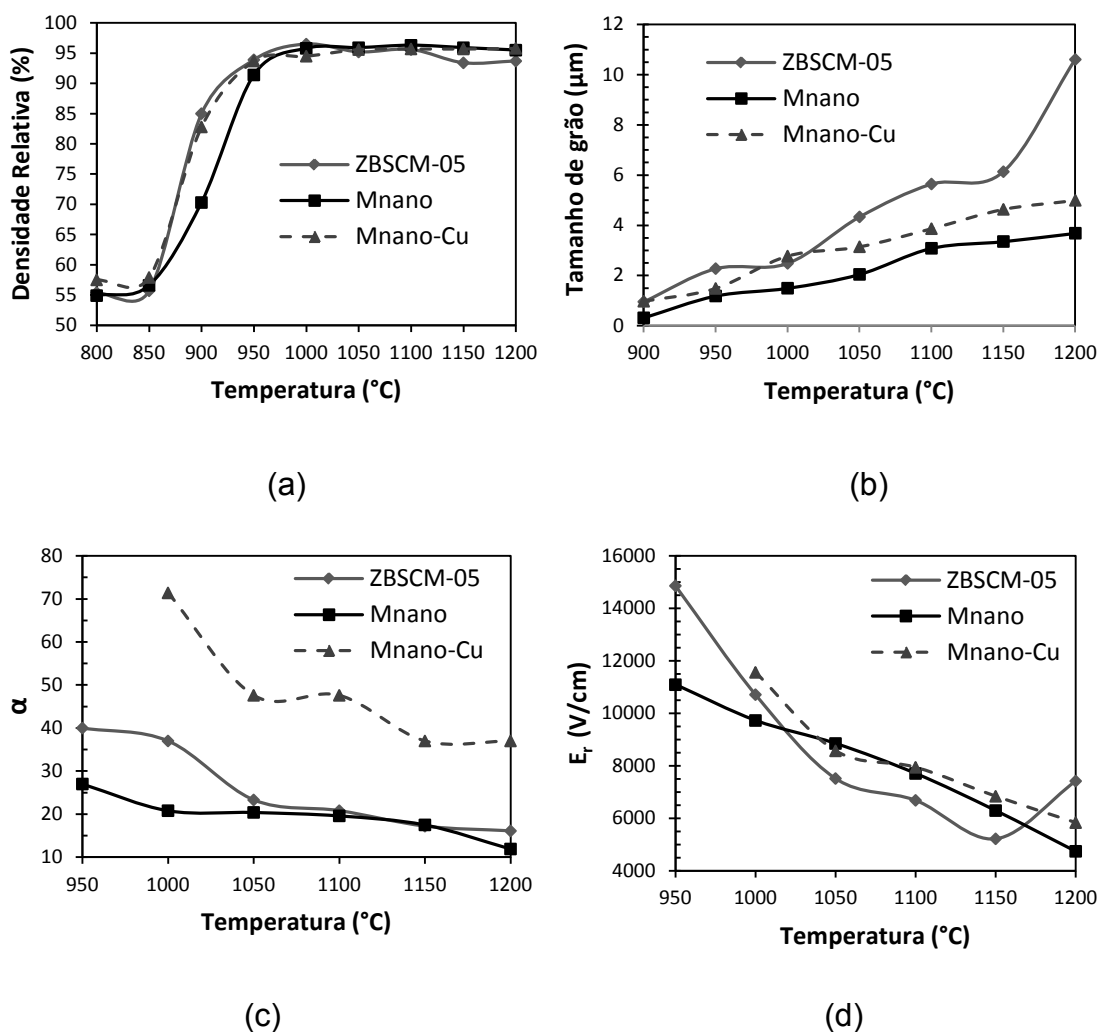 100
95
90
85
80
75
70
65
60
55
50
Densidade Relativa (%)
ZBSCM-05
Mnano
Mnano-Cu
800 850 900 950 1000 1050 1100 1150 1200
Temperatura (°C)
(a)
12
10
8
6
4
2
0
Tamanho de grão (µm)
ZBSCM-05
Mnano
Mnano-Cu
900 950 1000 1050 1100 1150 1200
Temperatura (°C)
(b)
80
70
60
50
40
30
20
10
α
ZBSCM-05
Mnano
Mnano-Cu
950 1000 1050 1100 1150 1200
Temperatura (°C)
(c)
16000
14000
12000
10000
8000
6000
4000
Er (V/cm)
ZBSCM-05
Mnano
Mnano-Cu
950 1000 1050 1100 1150 1200
Temperatura (°C)
(d)